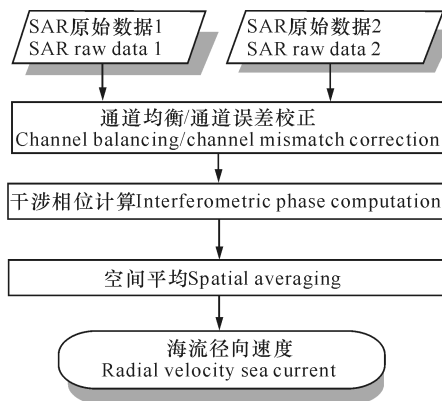 SAR原始数据1
SAR raw data 1
SAR原始数据2
SAR raw data 2
通道均衡/通道误差校正
Channel balancing/channel mismatch correction
干涉相位计算Interferometric phase computation
空间平均Spatial averaging
海流径向速度
Radial velocity sea current